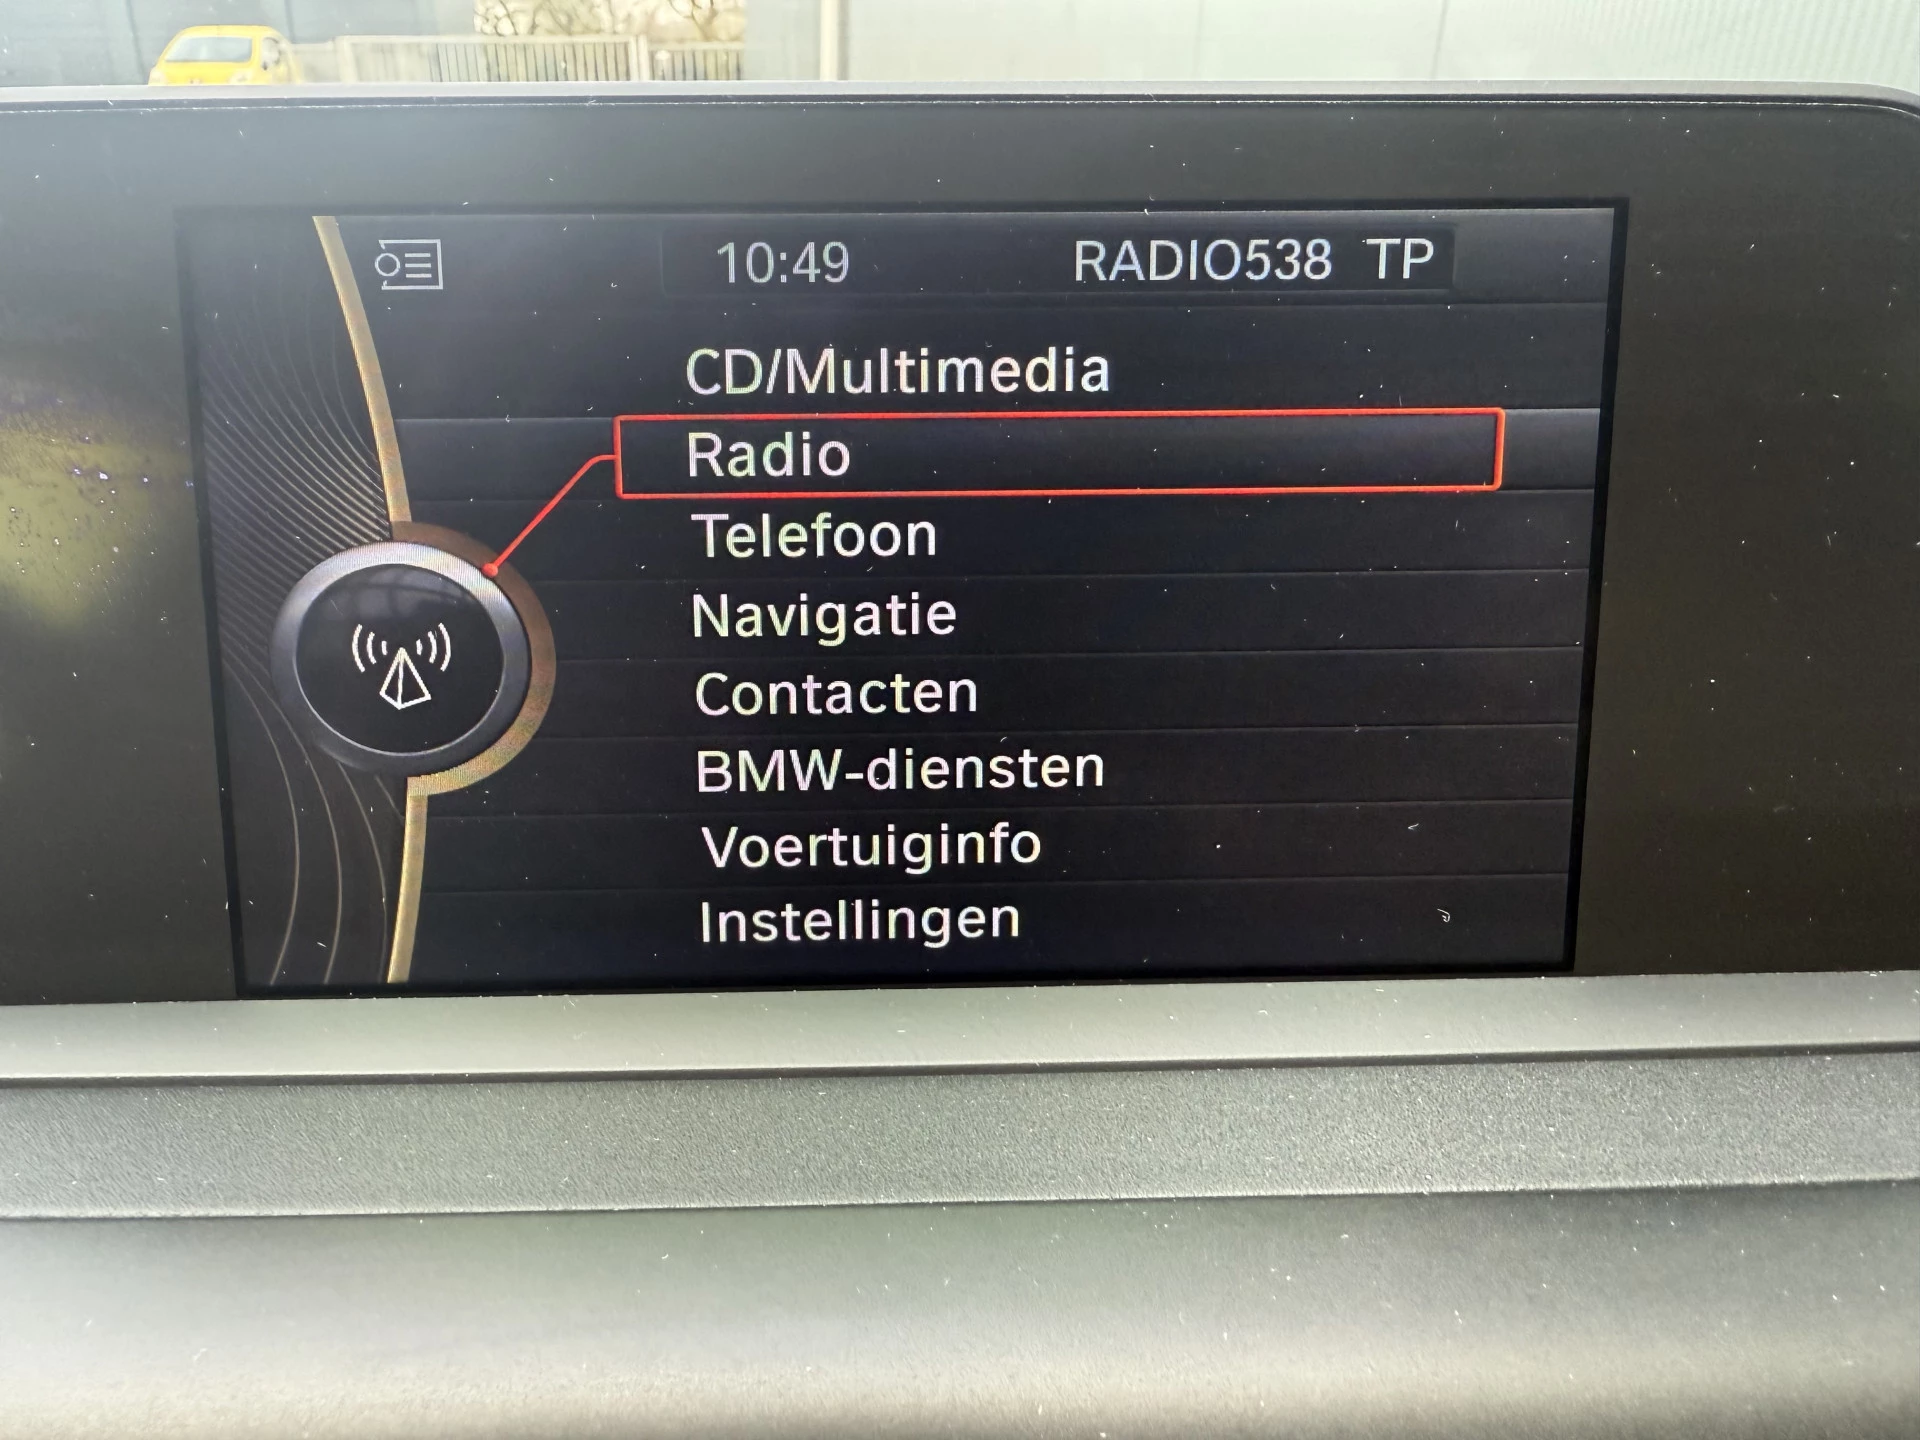 10:49 RADIO538 TP
CD/Multimedia
Radio
Telefoon
Navigatie
Contacten
BMW-diensten
Voertuiginfo
Instellingen